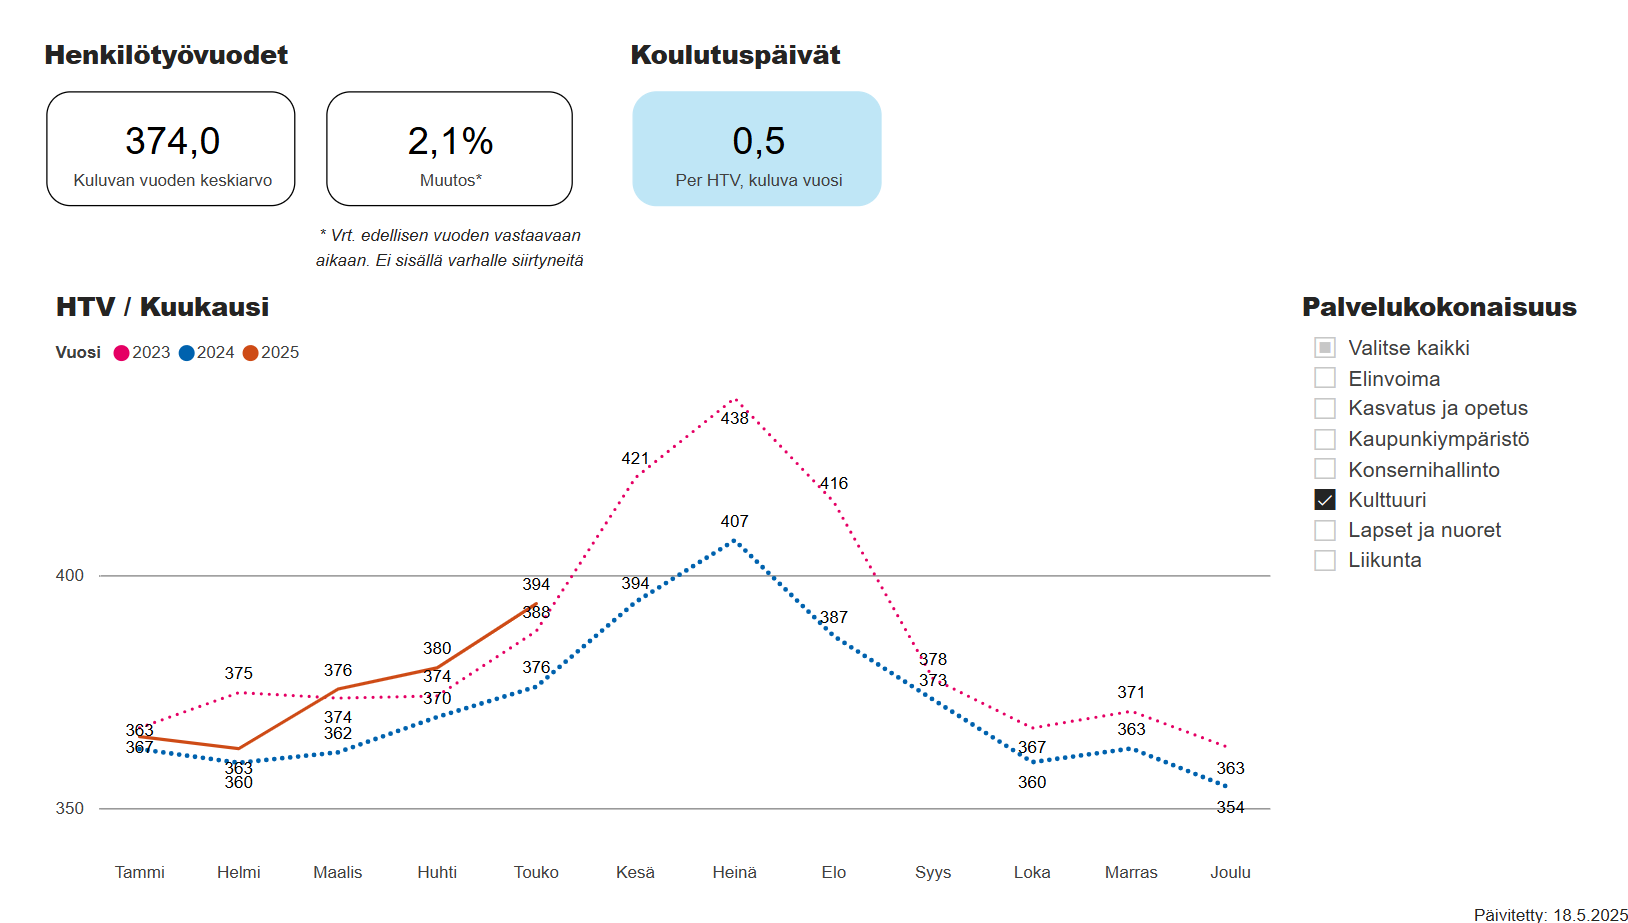 Henkilötyövuodet
Koulutuspäivät
374,0
Kuluvan vuoden keskiarvo
2,1%
Muutos*
0,5
Per HTV, kuluva vuosi
* Vrt. edellisen vuoden vastaavaan
aikaan. Ei sisällä varhalle siirtyneitä
HTV / Kuukausi
Vuosi 2023 2024 2025
438
421
416
407
400
394
394
388
387
380
376
376
378
375
374
373
370
371
374
362
363
363
367
367
363
360
360
363
354
350
Tammi Helmi Maalis Huhti Touko Kesä Heinä Elo Syys Loka Marras Joulu
Palvelukokonaisuus
Valitse kaikki
Elinvoima
Kasvatus ja opetus
Kaupunkiympäristö
Konsernihallinto
Kulttuuri
Lapset ja nuoret
Liikunta
Päivitetty: 18.5.2025